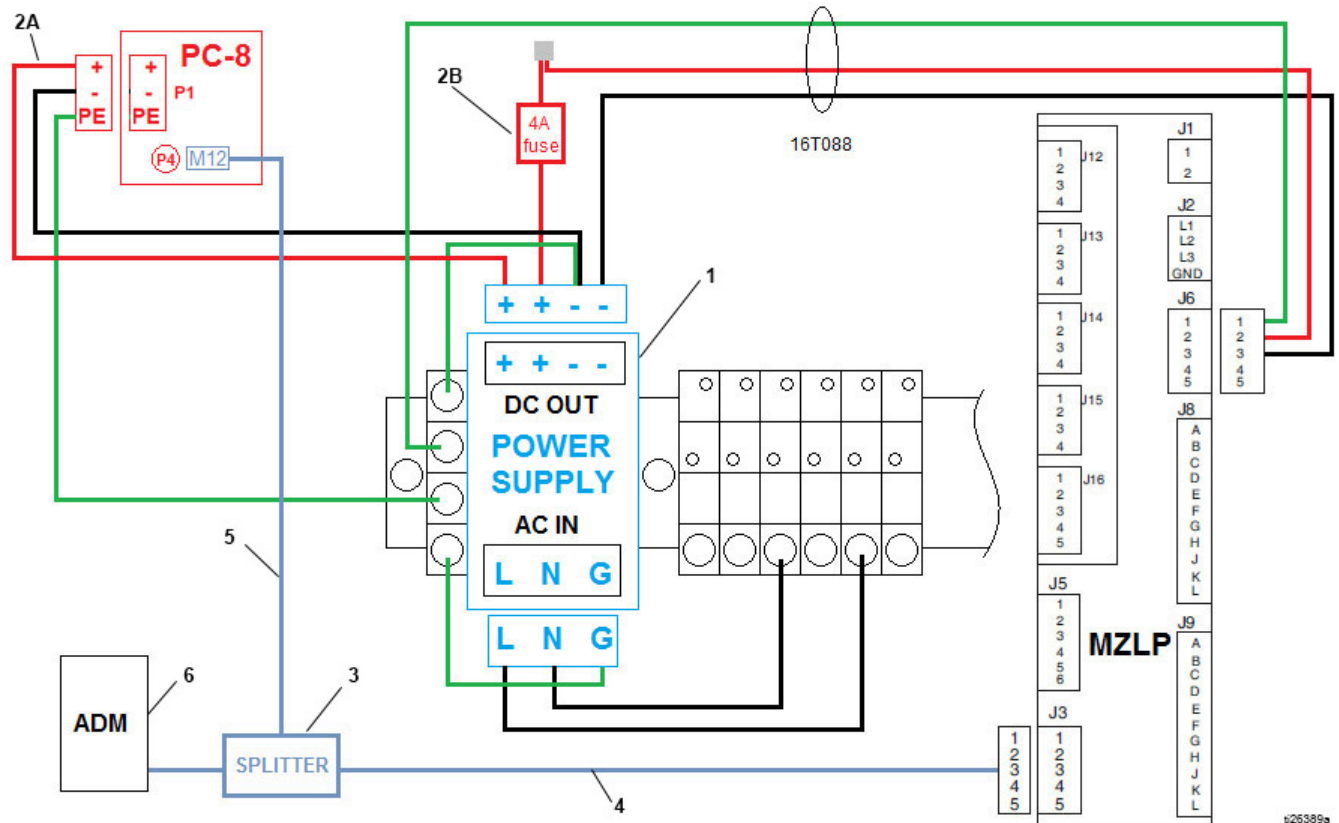 2A
PC-8
+
-
PE
+
-
PE
P1
P4
M12
2B
4A
fuse
16T088
1
+ + - -
+ + - -
DC OUT
POWER
SUPPLY
AC IN
L N G
L N G
5
ADM
6
3
SPLITTER
4
J12
1
2
3
4
J13
1
2
3
4
J14
1
2
3
4
J15
1
2
3
4
J16
1
2
3
4
5
J5
1
2
3
4
5
6
MZLP
J3
1
2
3
4
5
1
2
3
4
5
J1
1
2
J2
L1
L2
L3
GND
J6
1
2
3
4
5
1
2
3
4
5
J8
A
B
C
D
E
F
G
H
J
K
L
J9
A
B
C
D
E
F
G
H
J
K
L
ti26389a